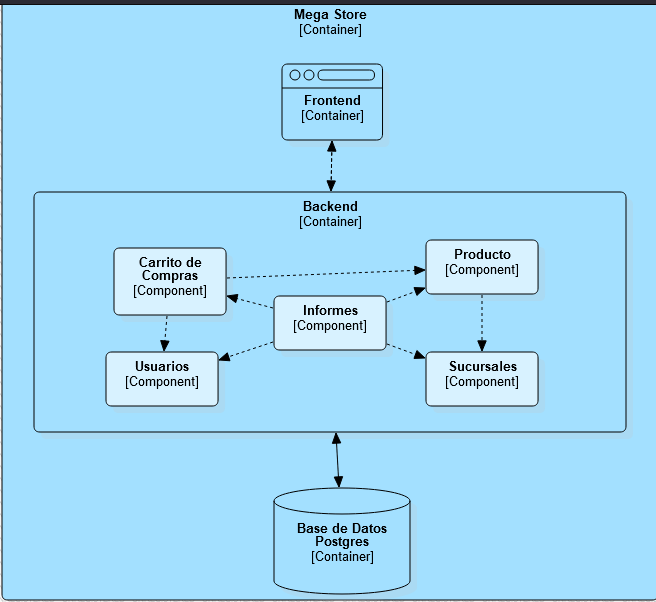 Mega Store
[Container]
Frontend
[Container]
Backend
[Container]
Carrito de
Compras
[Component]
Producto
[Component]
Informes
[Component]
Usuarios
[Component]
Sucursales
[Component]
Base de Datos
Postgres
[Container]